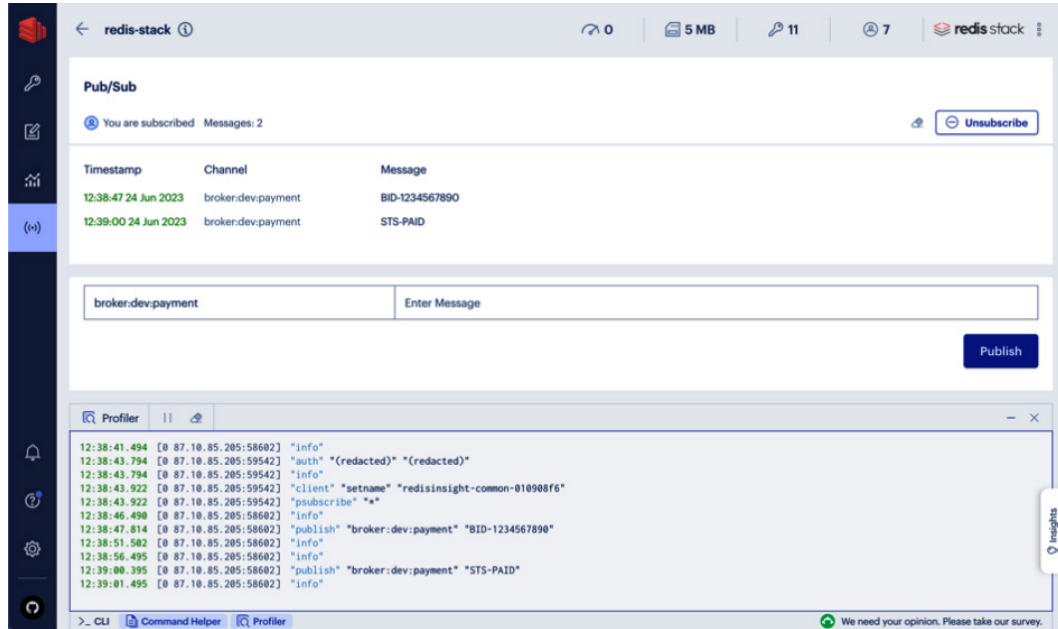 redis-stack
0
5 MB
11
7
redis stack
Pub/Sub
You are subscribed Messages: 2
Unsubscribe
Timestamp Channel Message
12:38:47 24 Jun 2023 broker:dev:payment BID-1234567890
12:39:00 24 Jun 2023 broker:dev:payment STS-PAID
broker:dev:payment Enter Message
Publish
Profiler
12:38:41.494 [0 87.10.85.205:58602] "info"
12:38:43.794 [0 87.10.85.205:59542] "auth" "(redacted)" "(redacted)"
12:38:43.794 [0 87.10.85.205:59542] "info"
12:38:43.922 [0 87.10.85.205:59542] "client" "setname" "redisinsight-common-010908f6"
12:38:43.922 [0 87.10.85.205:59542] "psubscribe" "*"
12:38:46.490 [0 87.10.85.205:58602] "info"
12:38:47.814 [0 87.10.85.205:58602] "publish" "broker:dev:payment" "BID-1234567890"
12:38:51.502 [0 87.10.85.205:58602] "info"
12:38:56.495 [0 87.10.85.205:58602] "info"
12:39:00.395 [0 87.10.85.205:58602] "publish" "broker:dev:payment" "STS-PAID"
12:39:01.495 [0 87.10.85.205:58602] "info"
Insights
>_ CLI Command Helper Profiler
We need your opinion. Please take our survey.